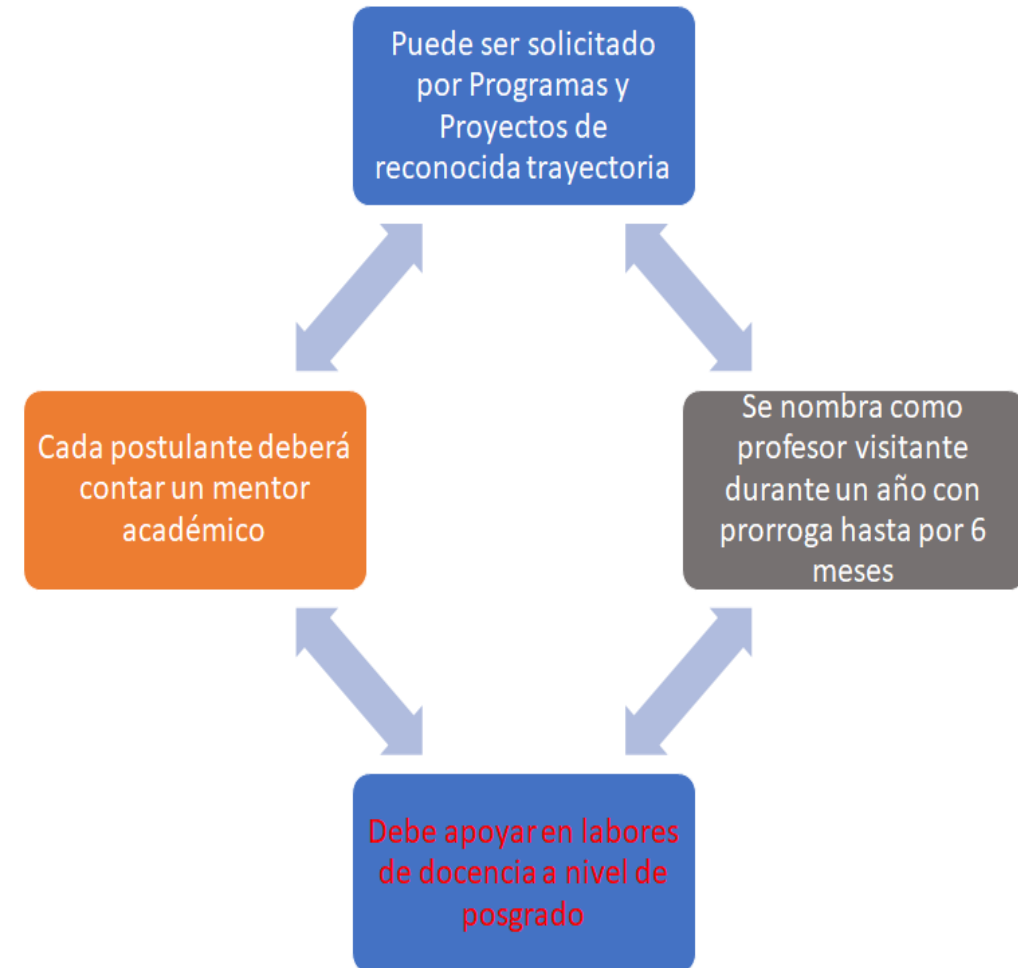 Puede ser solicitado
por Programas y
Proyectos de
reconocida trayectoria
Cada postulante deberá
contar un mentor
académico
Se nombra como
profesor visitante
durante un año con
prorroga hasta por 6
meses
Debe apoyar en labores
de docencia a nivel de
posgrado